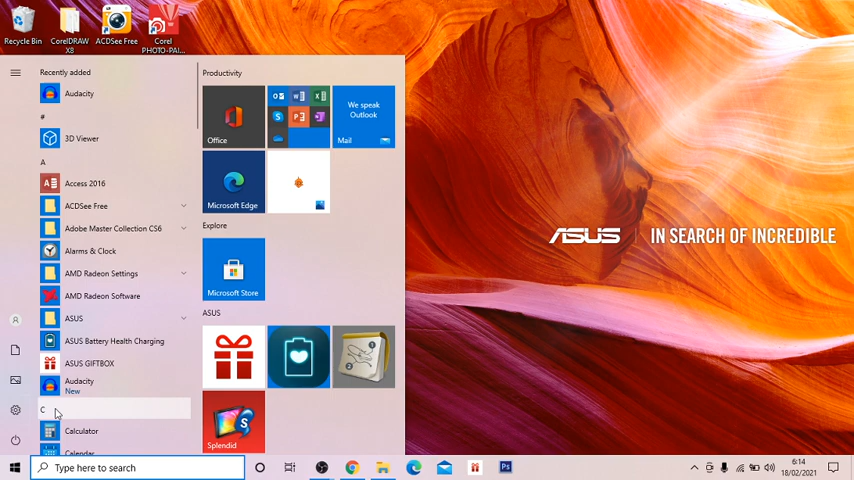 Recycle Bin
CorelDRAW X8
ACDSee Free
Corel PHOTO-PAI...
Recently added
Audacity
#
3D Viewer
A
Access 2016
ACDSee Free
Adobe Master Collection CS6
Alarms & Clock
AMD Radeon Settings
AMD Radeon Software
ASUS
ASUS Battery Health Charging
ASUS GIFTBOX
Audacity
New
C
Calculator
Calendar
Productivity
Office
We speak
Outlook
Mail
Microsoft Edge
Explore
Microsoft Store
ASUS
Splendid
ASUS IN SEARCH OF INCREDIBLE
Type here to search
Ps
6:14
18/02/2021